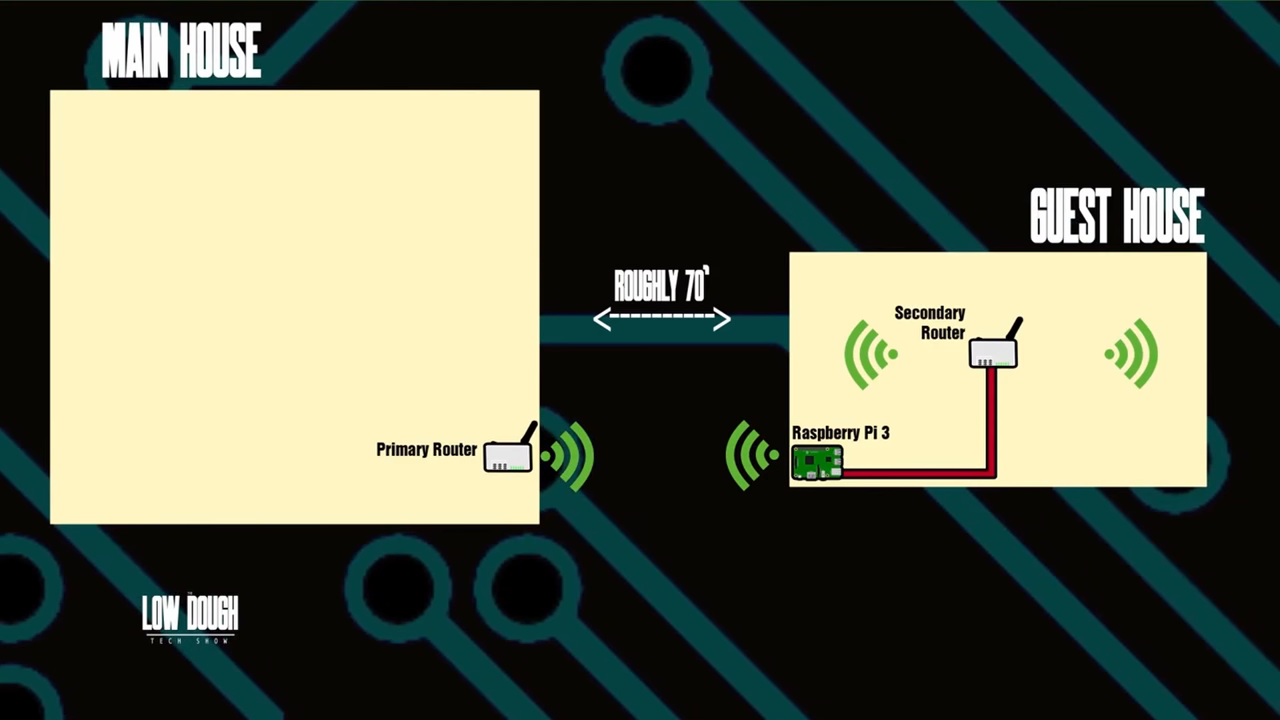 MAIN HOUSE
GUEST HOUSE
ROUGHLY 70'
Secondary
Router
Primary Router
Raspberry Pi 3
LOW DOUGH
TECH SHOW